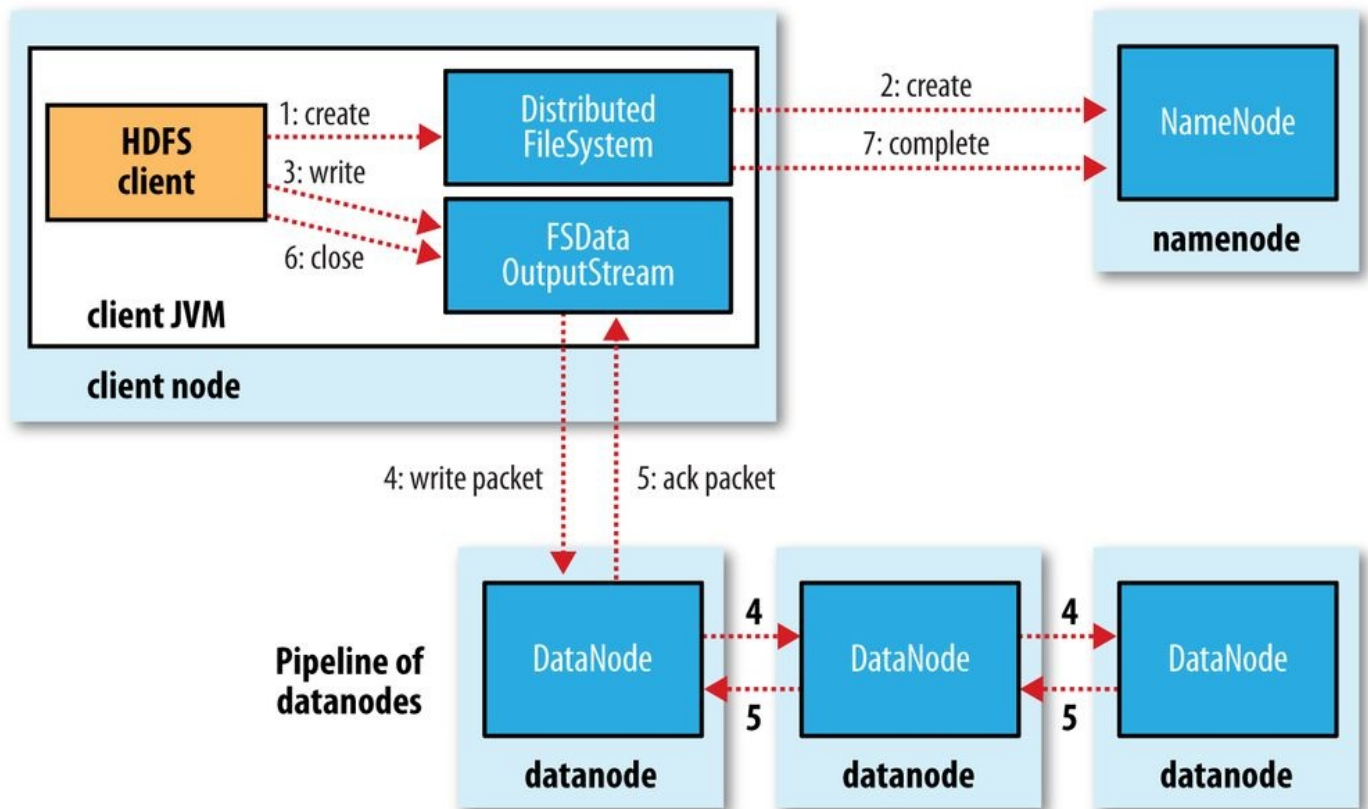 HDFS
client
1: create
3: write
6: close
Distributed
FileSystem
FSData
OutputStream
client JVM
client node
2: create
7: complete
NameNode
namenode
4: write packet
5: ack packet
Pipeline of
datanodes
DataNode
datanode
4
5
DataNode
datanode
4
5
DataNode
datanode